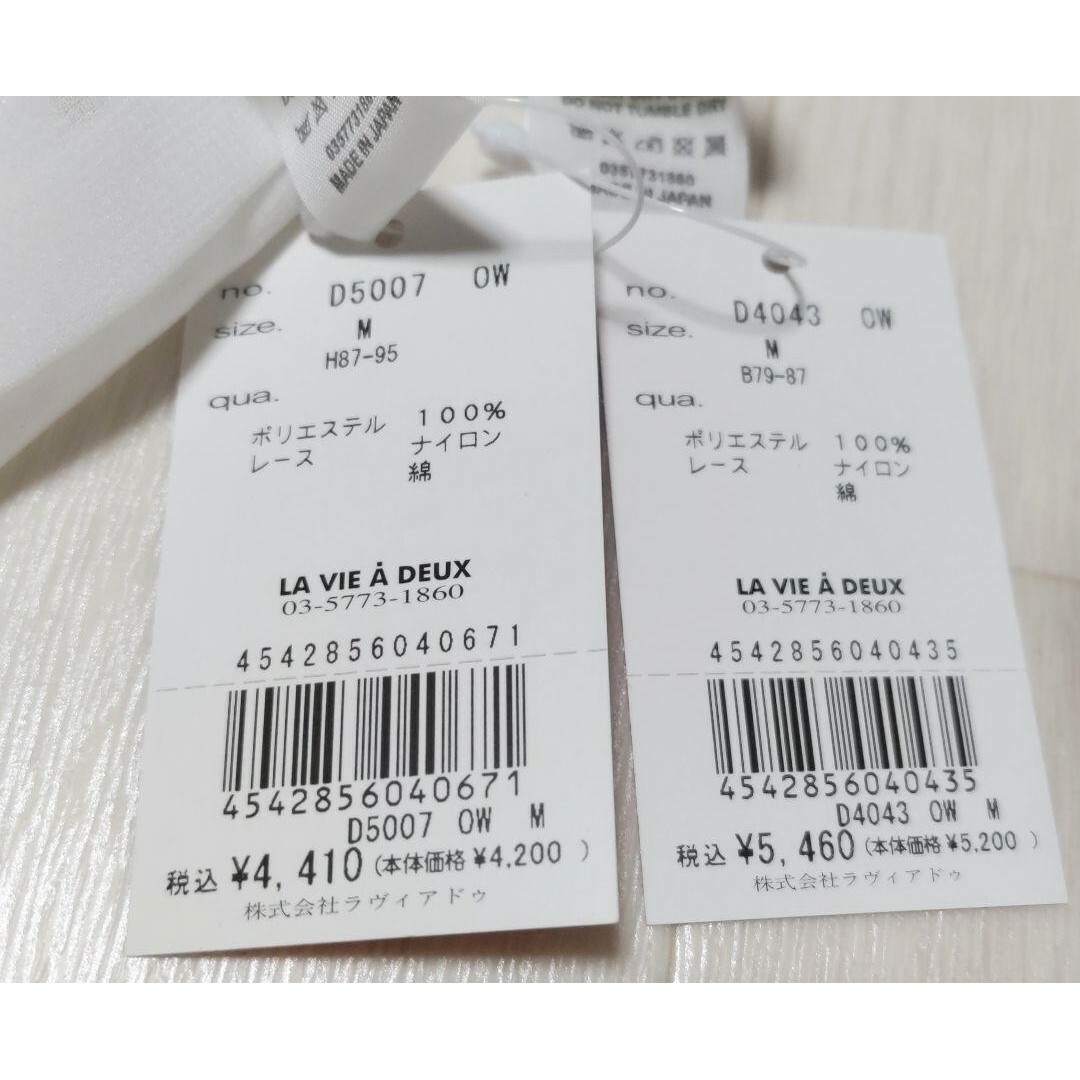 0357731860
MADE IN JAPAN
DO NOT TUMBLE DRY
0357731860
MADE IN JAPAN
no. D5007 OW
size. M
H87-95
qua.
ポリエステル 100%
レース ナイロン
綿
LA VIE À DEUX
03-5773-1860
4542856040671
4542856040671
D5007 OW M
税込 ¥4,410(本体価格¥4,200 )
株式会社ラヴィアドゥ
no. D4043 OW
size. M
B79-87
qua.
ポリエステル 100%
レース ナイロン
綿
LA VIE À DEUX
03-5773-1860
4542856040435
4542856040435
D4043 OW M
税込 ¥5,460(本体価格¥5,200 )
株式会社ラヴィアドゥ